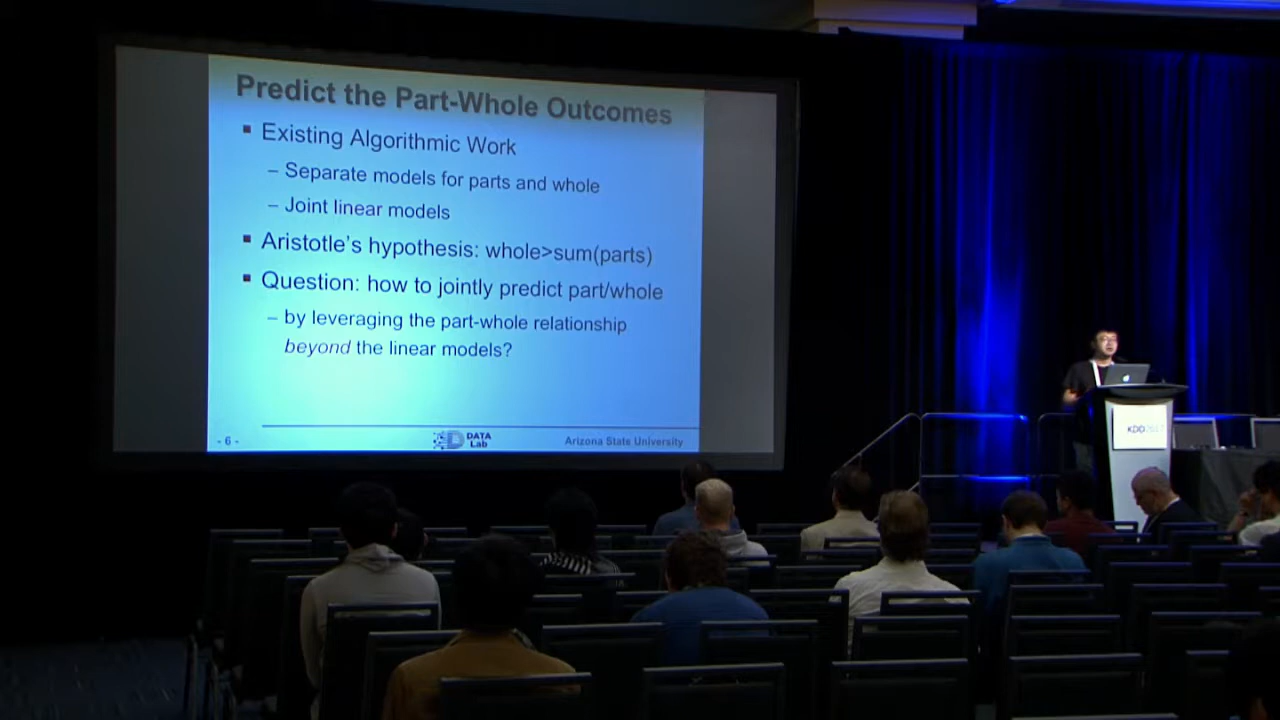 Predict the Part-Whole Outcomes
▪ Existing Algorithmic Work
– Separate models for parts and whole
– Joint linear models
▪ Aristotle's hypothesis: whole>sum(parts)
▪ Question: how to jointly predict part/whole
– by leveraging the part-whole relationship
beyond the linear models?
- 6 -
DATA
Lab
Arizona State University
KDD2017